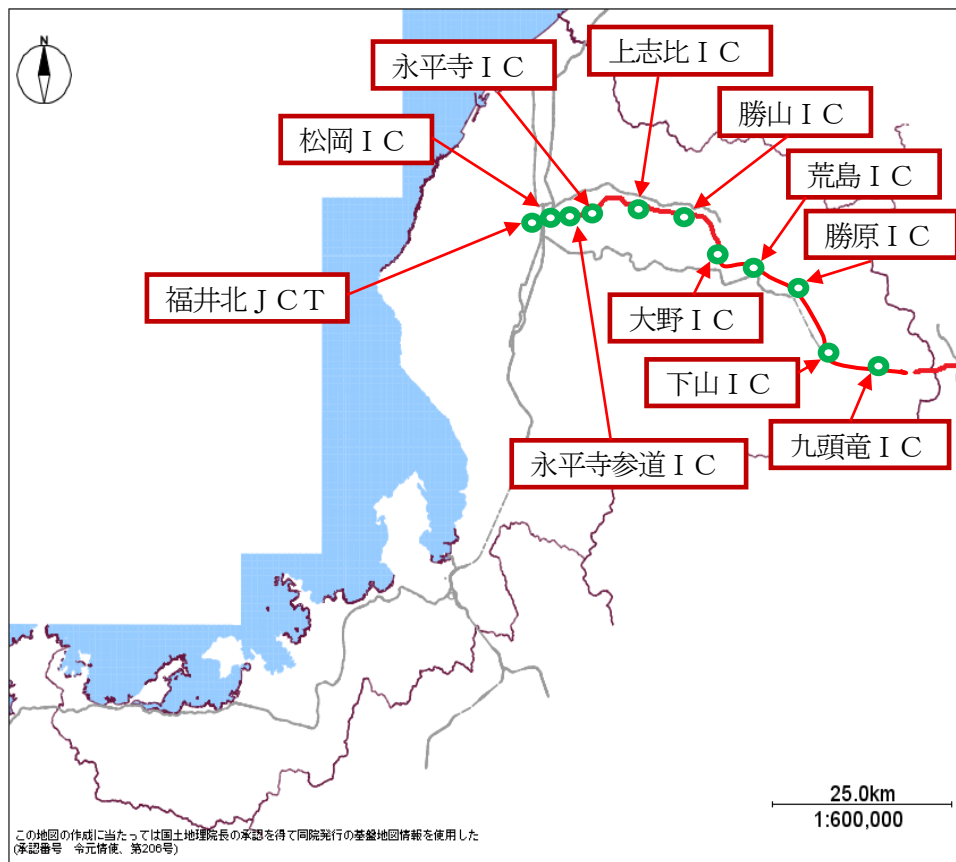 N
上志比ＩＣ
永平寺ＩＣ
勝山ＩＣ
松岡ＩＣ
荒島ＩＣ
勝原ＩＣ
福井北ＪＣＴ
大野ＩＣ
下山ＩＣ
九頭竜ＩＣ
永平寺参道ＩＣ
25.0km
1:600,000
この地図の作成に当たっては国土地理院長の承認を得て同院発行の基盤地図情報を使用した
(承認番号　令元情使、第206号)